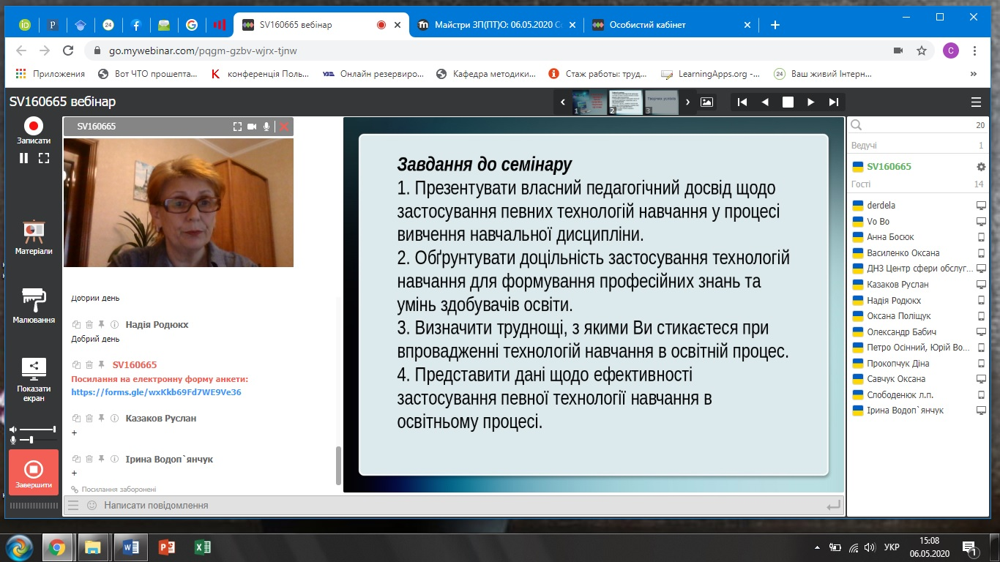 SV160665 вебінар
Майстри ЗП(ПТ)О: 06.05.2020 С
Особистий кабінет
go.mywebinar.com/pqgm-gzbv-wjrx-tjnw
С
Приложения
Вот ЧТО прошепта...
конференція Поль...
Онлайн резервиро...
Кафедра методики...
Стаж работы: труд...
LearningApps.org -...
Ваш живий Інтерн...
SV160665 вебінар
1
2
3
Творчих успіхів
Записати
Матеріали
Малювання
Показати
екран
Завершити
SV160665
Добрий день
Надія Родюкх
Добрий день
SV160665
Посилання на електронну форму анкети:
https://forms.gle/wxKkb69Fd7WE9Ve36
Казаков Руслан
+
Ірина Водоп`янчук
+
Посилання заборонені
Написати повідомлення
Завдання до семінару
1. Презентувати власний педагогічний досвід щодо
застосування певних технологій навчання у процесі
вивчення навчальної дисципліни.
2. Обґрунтувати доцільність застосування технологій
навчання для формування професійних знань та
умінь здобувачів освіти.
3. Визначити труднощі, з якими Ви стикаєтеся при
впровадженні технологій навчання в освітній процес.
4. Представити дані щодо ефективності
застосування певної технології навчання в
освітньому процесі.
20
Ведучі 1
SV160665
Гості 14
derdela
Vo Bo
Анна Босюк
Василенко Оксана
ДНЗ Центр сфери обслуг...
Казаков Руслан
Надія Родюкх
Оксана Поліщук
Олександр Бабич
Петро Осінний, Юрій Во...
Прокопчук Діна
Савчук Оксана
Слободенюк л.п.
Ірина Водоп`янчук
УКР
15:08
06.05.2020
1